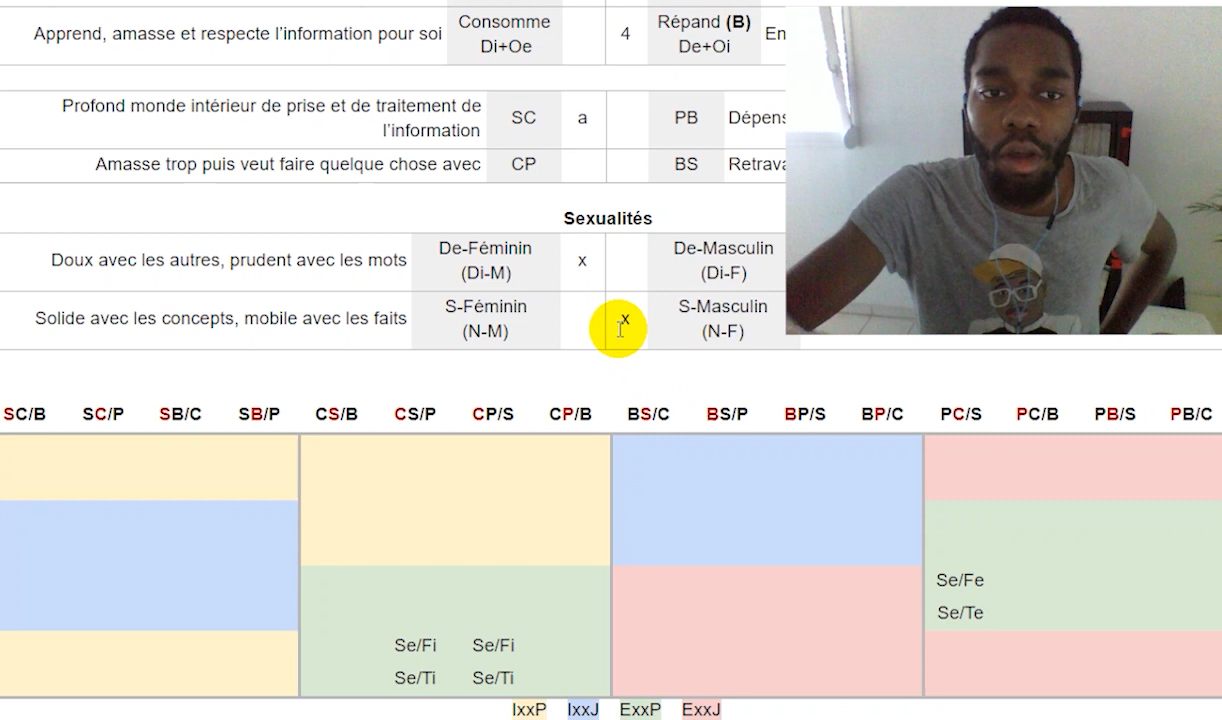 Apprend, amasse et respecte l'information pour soi Consomme Di+Oe 4 Répand (B) De+Oi En
Profond monde intérieur de prise et de traitement de l'information SC a PB Dépens
Amasse trop puis veut faire quelque chose avec CP BS Retrava
Sexualités
Doux avec les autres, prudent avec les mots De-Féminin (Di-M) x De-Masculin (Di-F)
Solide avec les concepts, mobile avec les faits S-Féminin (N-M) x S-Masculin (N-F)
SC/B SC/P SB/C SB/P CS/B CS/P CP/S CP/B BS/C BS/P BP/S BP/C PC/S PC/B PB/S PB/C
Se/Fe
Se/Te
Se/Fi Se/Fi
Se/Ti Se/Ti
IxxP IxxJ ExxP ExxJ